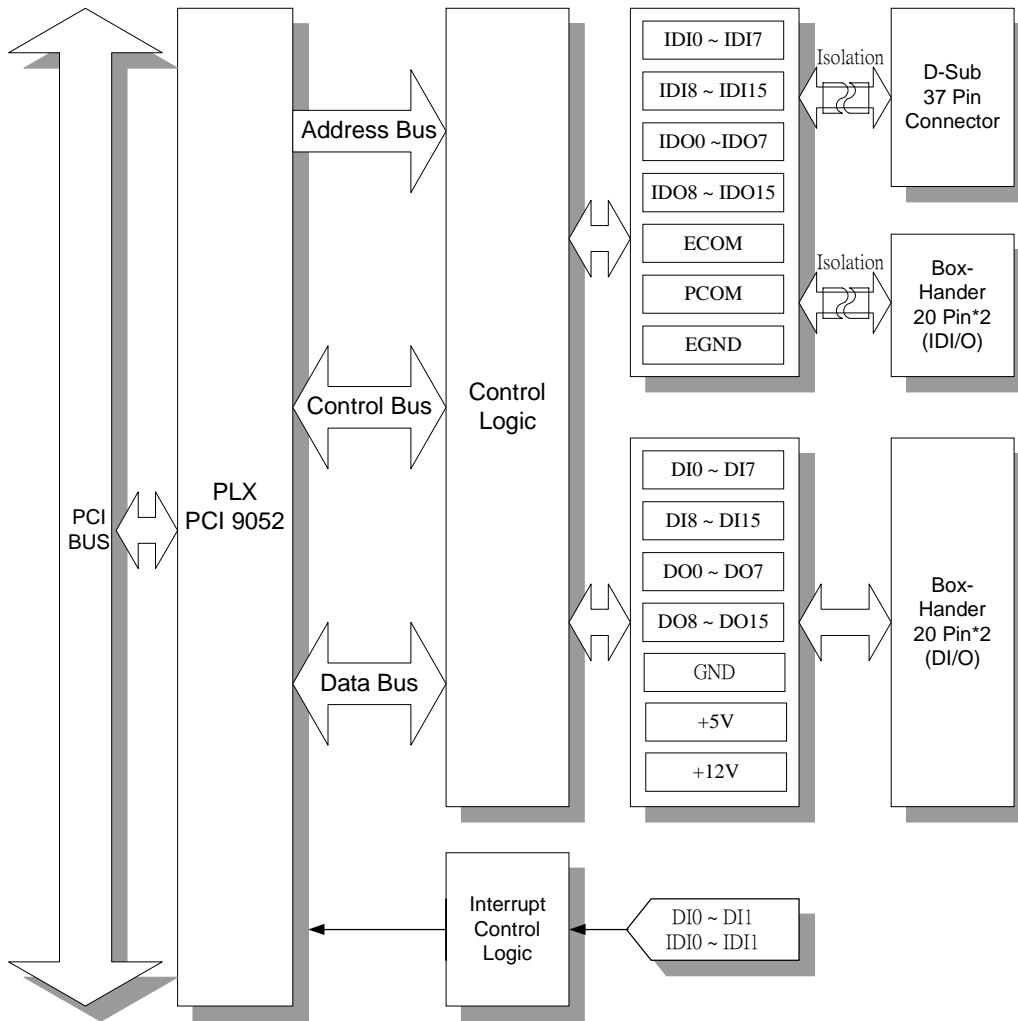 PCI
BUS
PLX
PCI 9052
Address Bus
Control Bus
Data Bus
Control
Logic
IDI0 ~ IDI7
IDI8 ~ IDI15
IDO0 ~IDO7
IDO8 ~ IDO15
ECOM
PCOM
EGND
Isolation
D-Sub
37 Pin
Connector
Isolation
Box-
Hander
20 Pin*2
(IDI/O)
DI0 ~ DI7
DI8 ~ DI15
DO0 ~ DO7
DO8 ~ DO15
GND
+5V
+12V
Box-
Hander
20 Pin*2
(DI/O)
Interrupt
Control
Logic
DI0 ~ DI1
IDI0 ~ IDI1